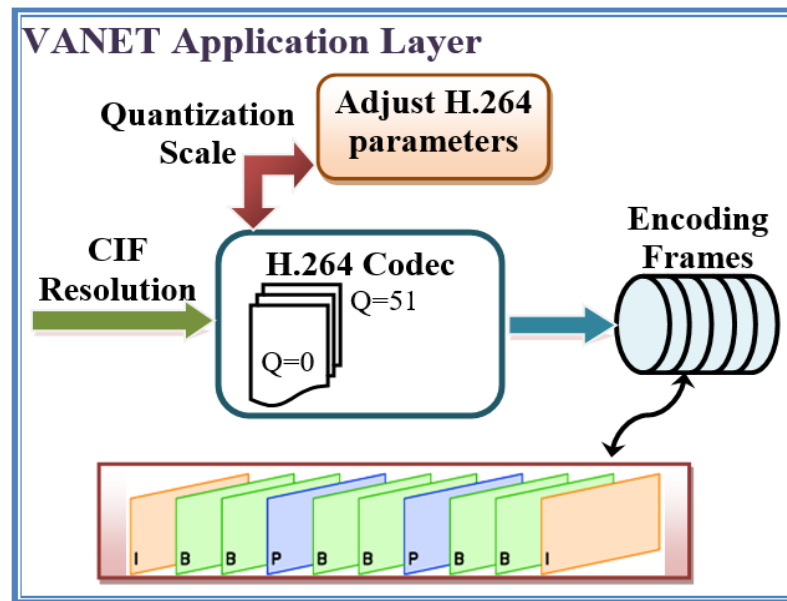 VANET Application Layer
Quantization
Scale
Adjust H.264
parameters
CIF
Resolution
H.264 Codec
Q=51
Q=0
Encoding
Frames
I B B P B B P B B I